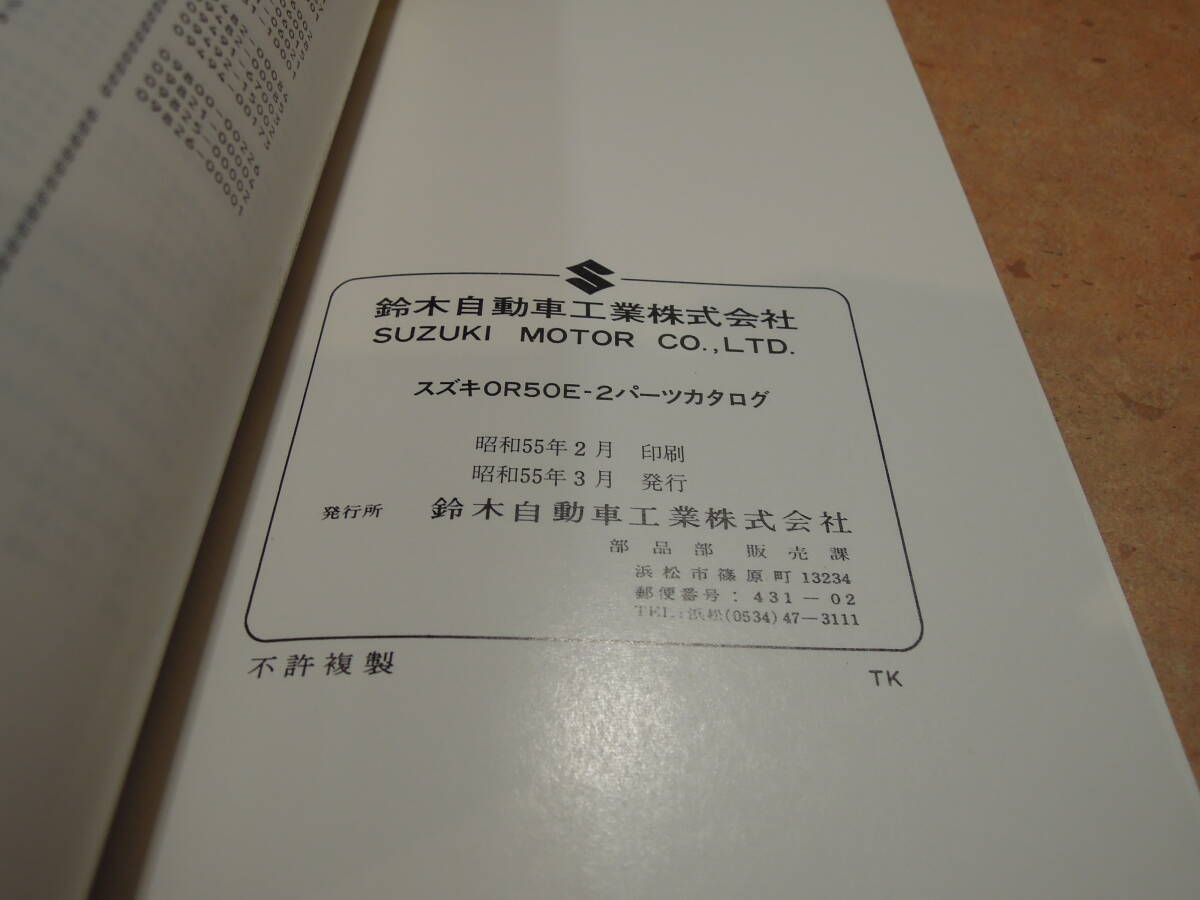 09800-00226
09826-00001
鈴木自動車工業株式会社
SUZUKI MOTOR CO.,LTD.
スズキOR50E-2パーツカタログ
昭和55年2月 印刷
昭和55年3月 発行
発行所 鈴木自動車工業株式会社
部品部 販売課
浜松市篠原町13234
郵便番号:431-02
TEL:浜松(0534)47-3111
不許複製
TK